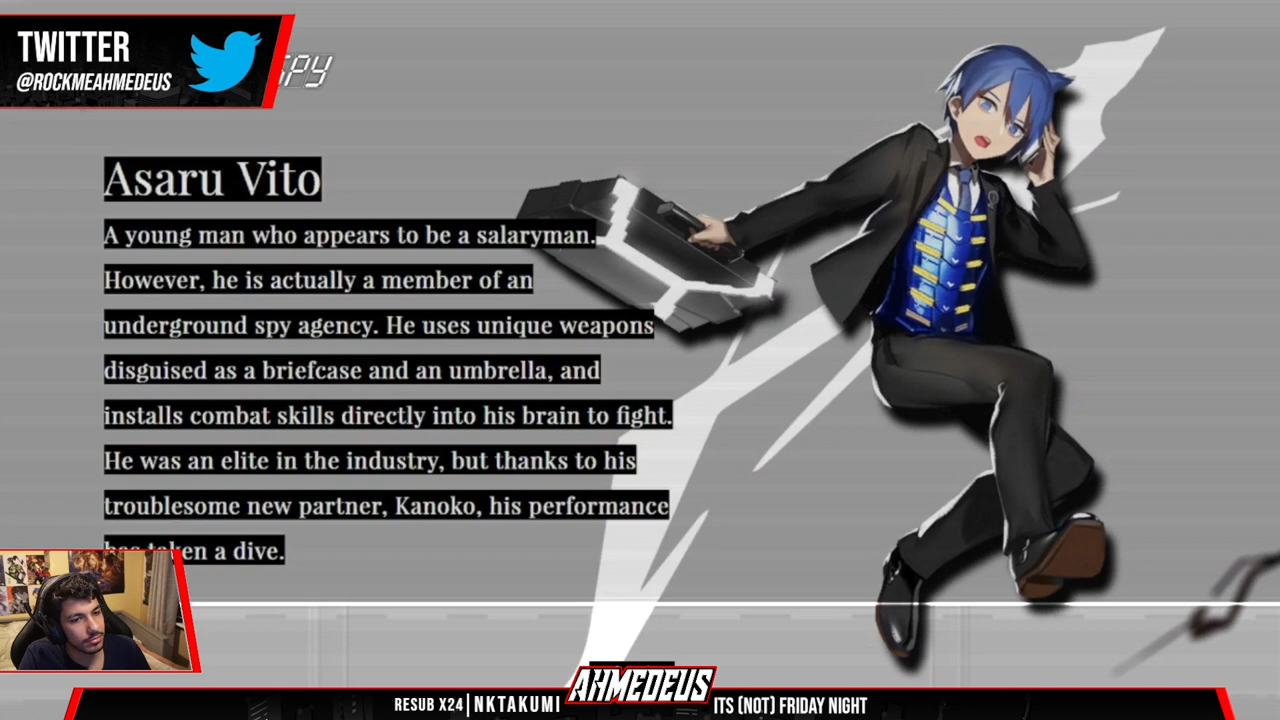 TWITTER
@ROCKMEAHMEDEUS
SPY
Asaru Vito
A young man who appears to be a salaryman.
However, he is actually a member of an
underground spy agency. He uses unique weapons
disguised as a briefcase and an umbrella, and
installs combat skills directly into his brain to fight.
He was an elite in the industry, but thanks to his
troublesome new partner, Kanoko, his performance
has taken a dive.
RESUB X24 | NKTAKUMI
AHMEDEUS
ITS (NOT) FRIDAY NIGHT